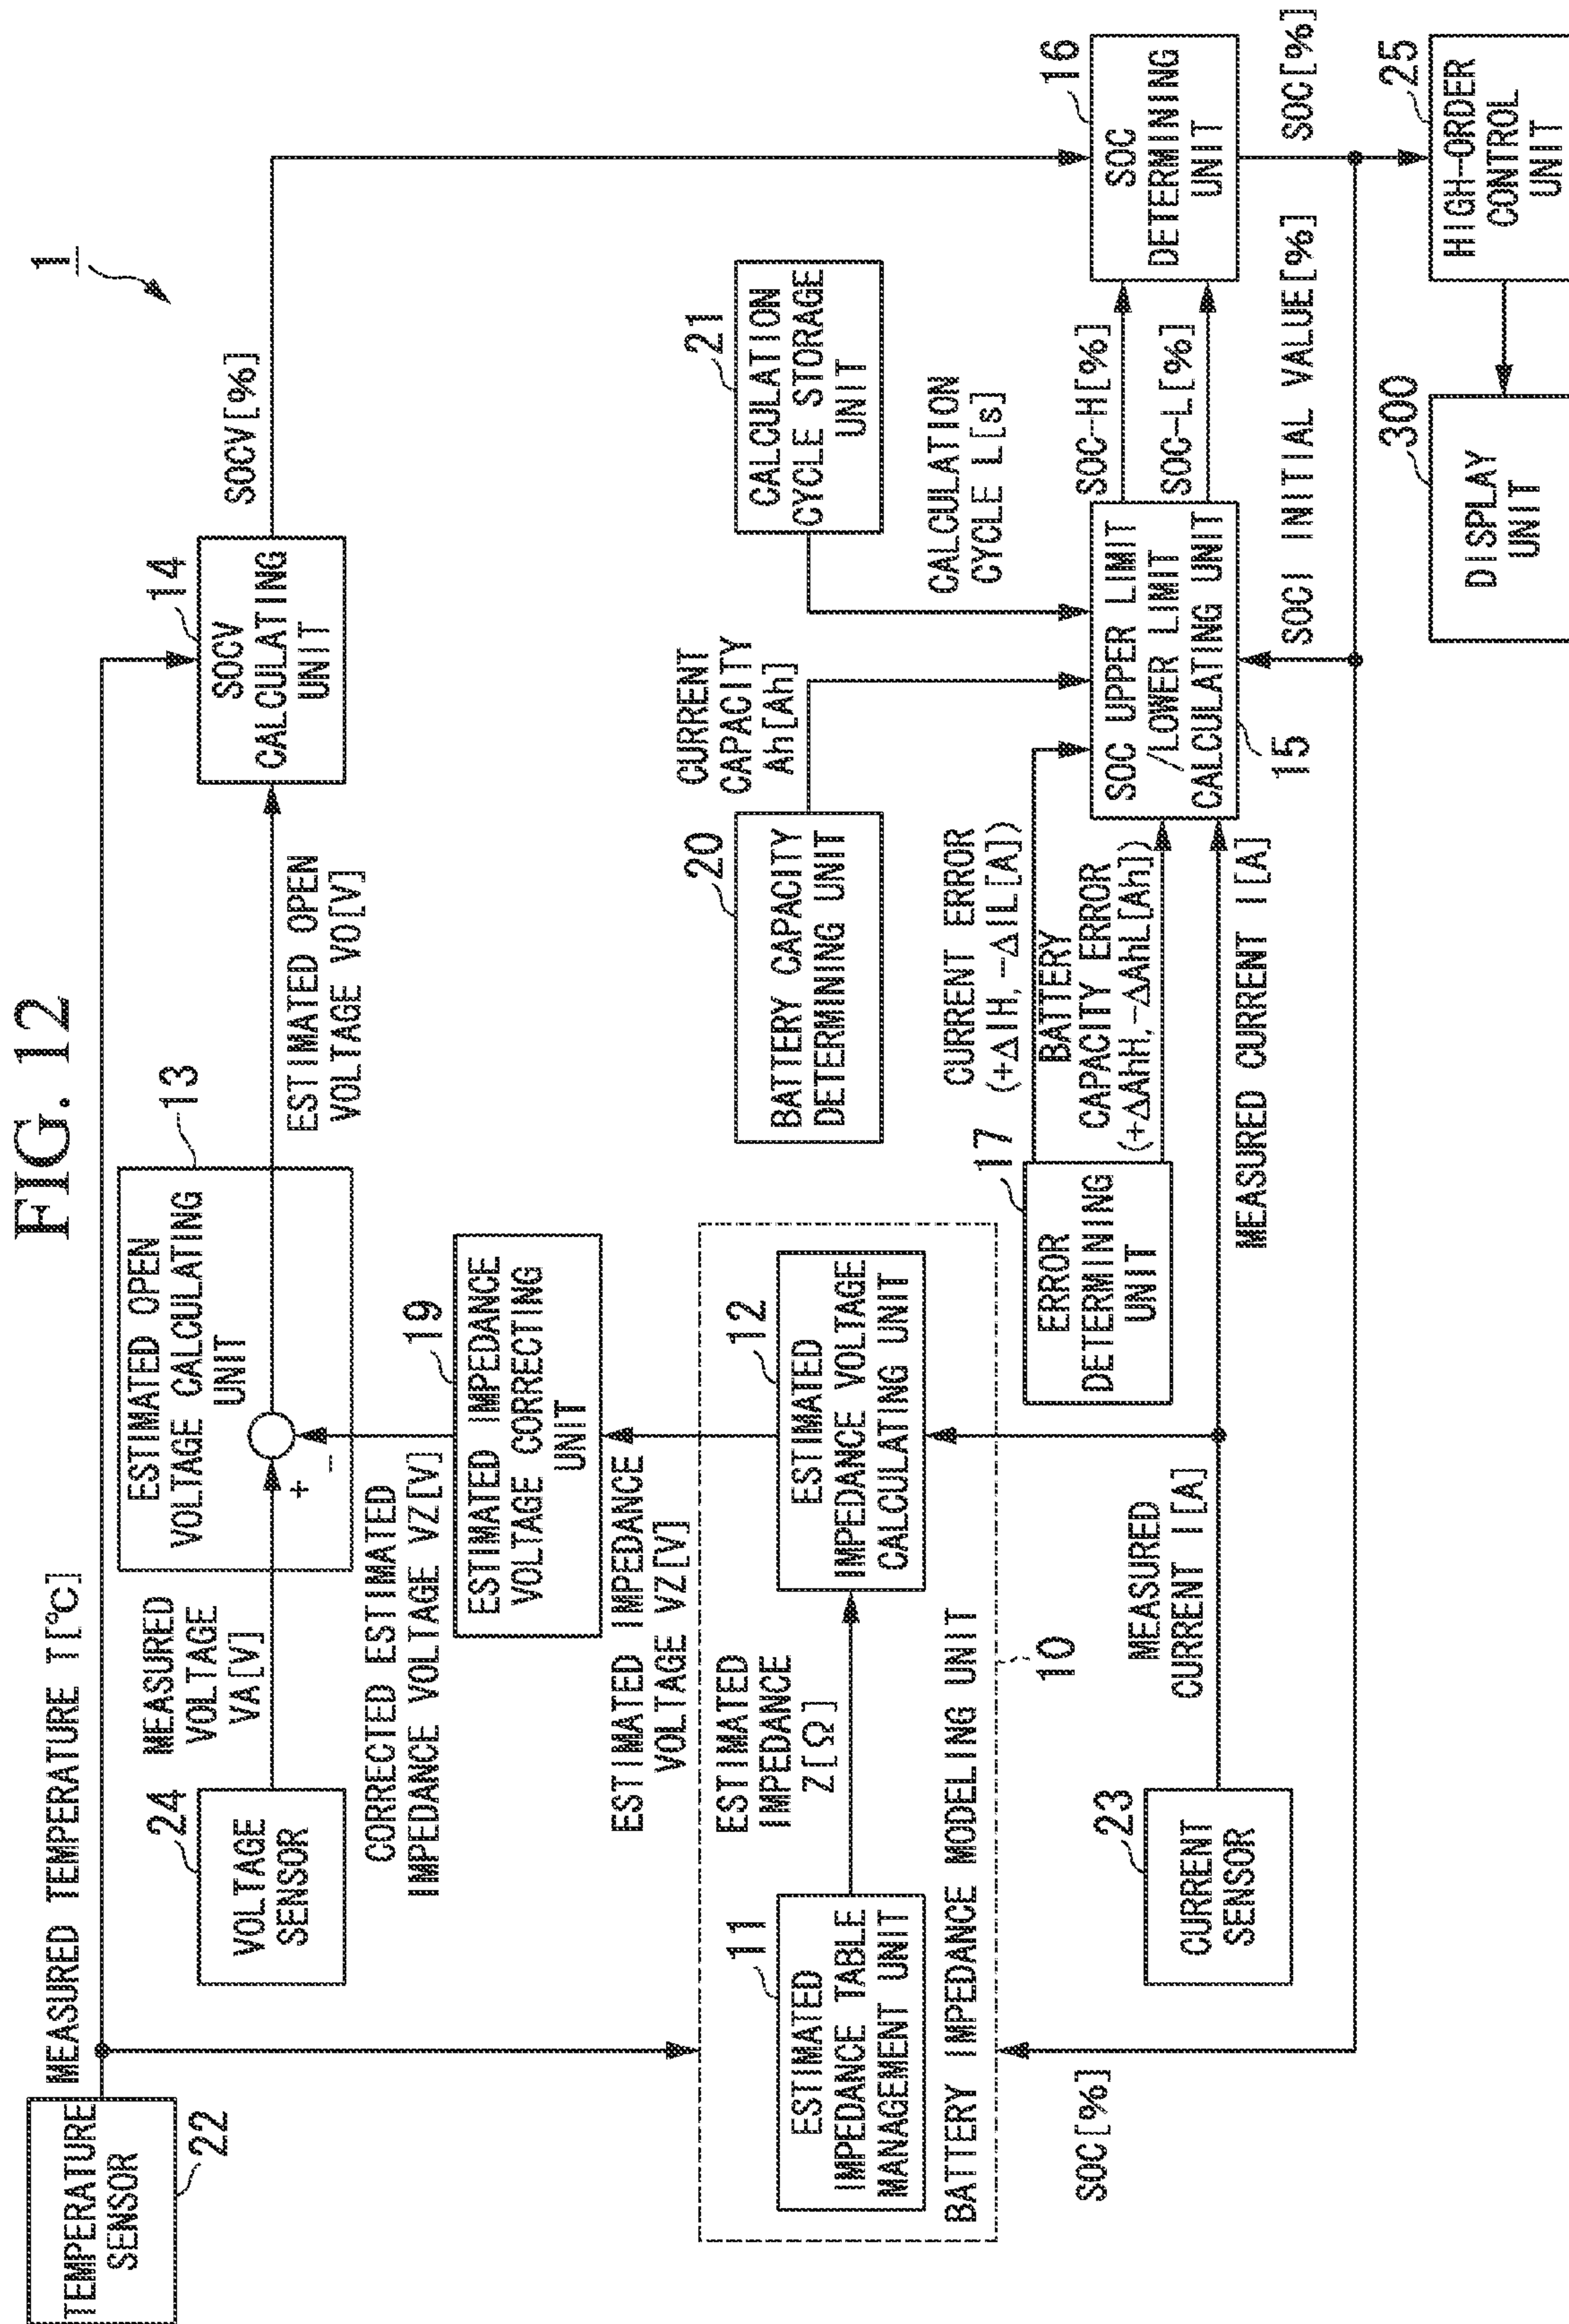 FIG. 12
1
TEMPERATURE
SENSOR
22
MEASURED TEMPERATURE T[°C]
24
VOLTAGE
SENSOR
MEASURED
VOLTAGE
VA[V]
ESTIMATED OPEN
VOLTAGE CALCULATING
UNIT
13
+
−
ESTIMATED OPEN
VOLTAGE VO[V]
14
SOCV
CALCULATING
UNIT
SOCV[%]
CORRECTED ESTIMATED
IMPEDANCE VOLTAGE VZ[V]
19
ESTIMATED IMPEDANCE
VOLTAGE CORRECTING
UNIT
ESTIMATED IMPEDANCE
VOLTAGE VZ[V]
11
ESTIMATED
IMPEDANCE TABLE
MANAGEMENT UNIT
ESTIMATED
IMPEDANCE
Z[Ω]
12
ESTIMATED
IMPEDANCE VOLTAGE
CALCULATING UNIT
BATTERY IMPEDANCE MODELING UNIT
10
20
BATTERY CAPACITY
DETERMINING UNIT
CURRENT
CAPACITY
Ah[Ah]
21
CALCULATION
CYCLE STORAGE
UNIT
CALCULATION
CYCLE L[s]
17
ERROR
DETERMINING
UNIT
CURRENT ERROR
(+ΔIH,−ΔIL[A])
BATTERY
CAPACITY ERROR
(+ΔAhH,−ΔAhL[Ah])
SOC UPPER LIMIT
/LOWER LIMIT
CALCULATING UNIT
15
SOC-H[%]
SOC-L[%]
16
SOC
DETERMINING
UNIT
23
CURRENT
SENSOR
MEASURED
CURRENT I[A]
MEASURED CURRENT I[A]
SOC[%]
SOCI INITIAL VALUE[%]
SOC[%]
300
DISPLAY
UNIT
25
HIGH-ORDER
CONTROL
UNIT